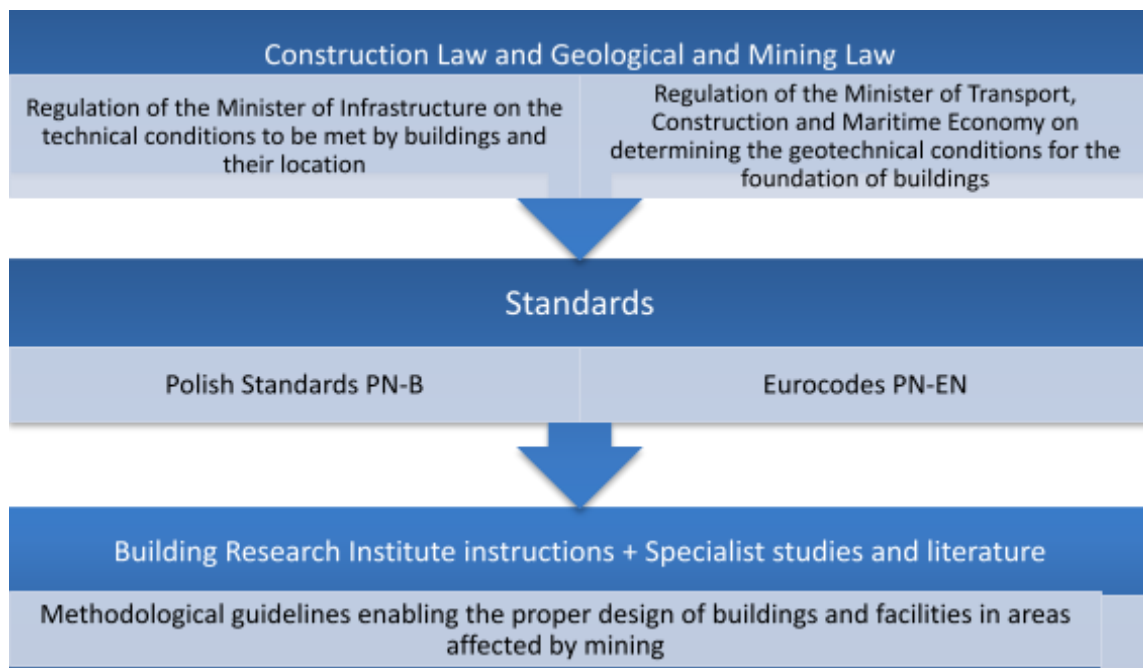 Construction Law and Geological and Mining Law
Regulation of the Minister of Infrastructure on the
technical conditions to be met by buildings and
their location
Regulation of the Minister of Transport,
Construction and Maritime Economy on
determining the geotechnical conditions for the
foundation of buildings
Standards
Polish Standards PN-B
Eurocodes PN-EN
Building Research Institute instructions + Specialist studies and literature
Methodological guidelines enabling the proper design of buildings and facilities in areas
affected by mining